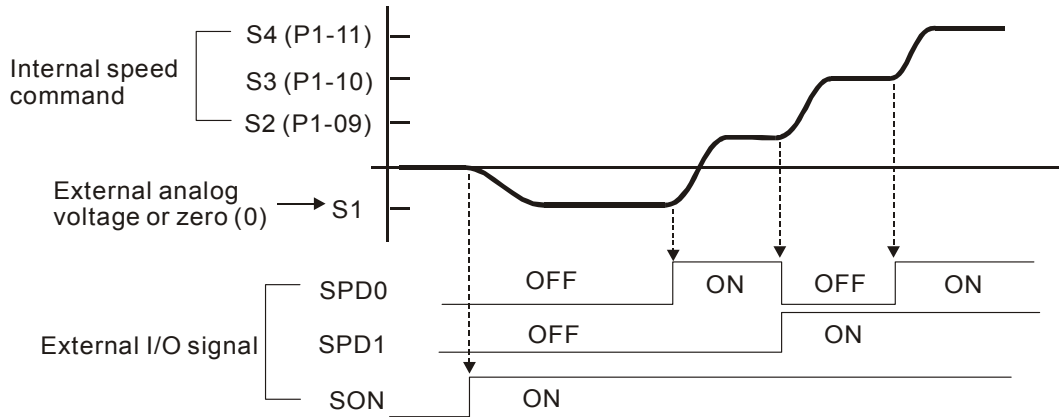 S4 (P1-11)
Internal speed
command
S3 (P1-10)
S2 (P1-09)
External analog
voltage or zero (0)
S1
External I/O signal
SPD0
OFF
ON
OFF
ON
SPD1
OFF
ON
SON
ON